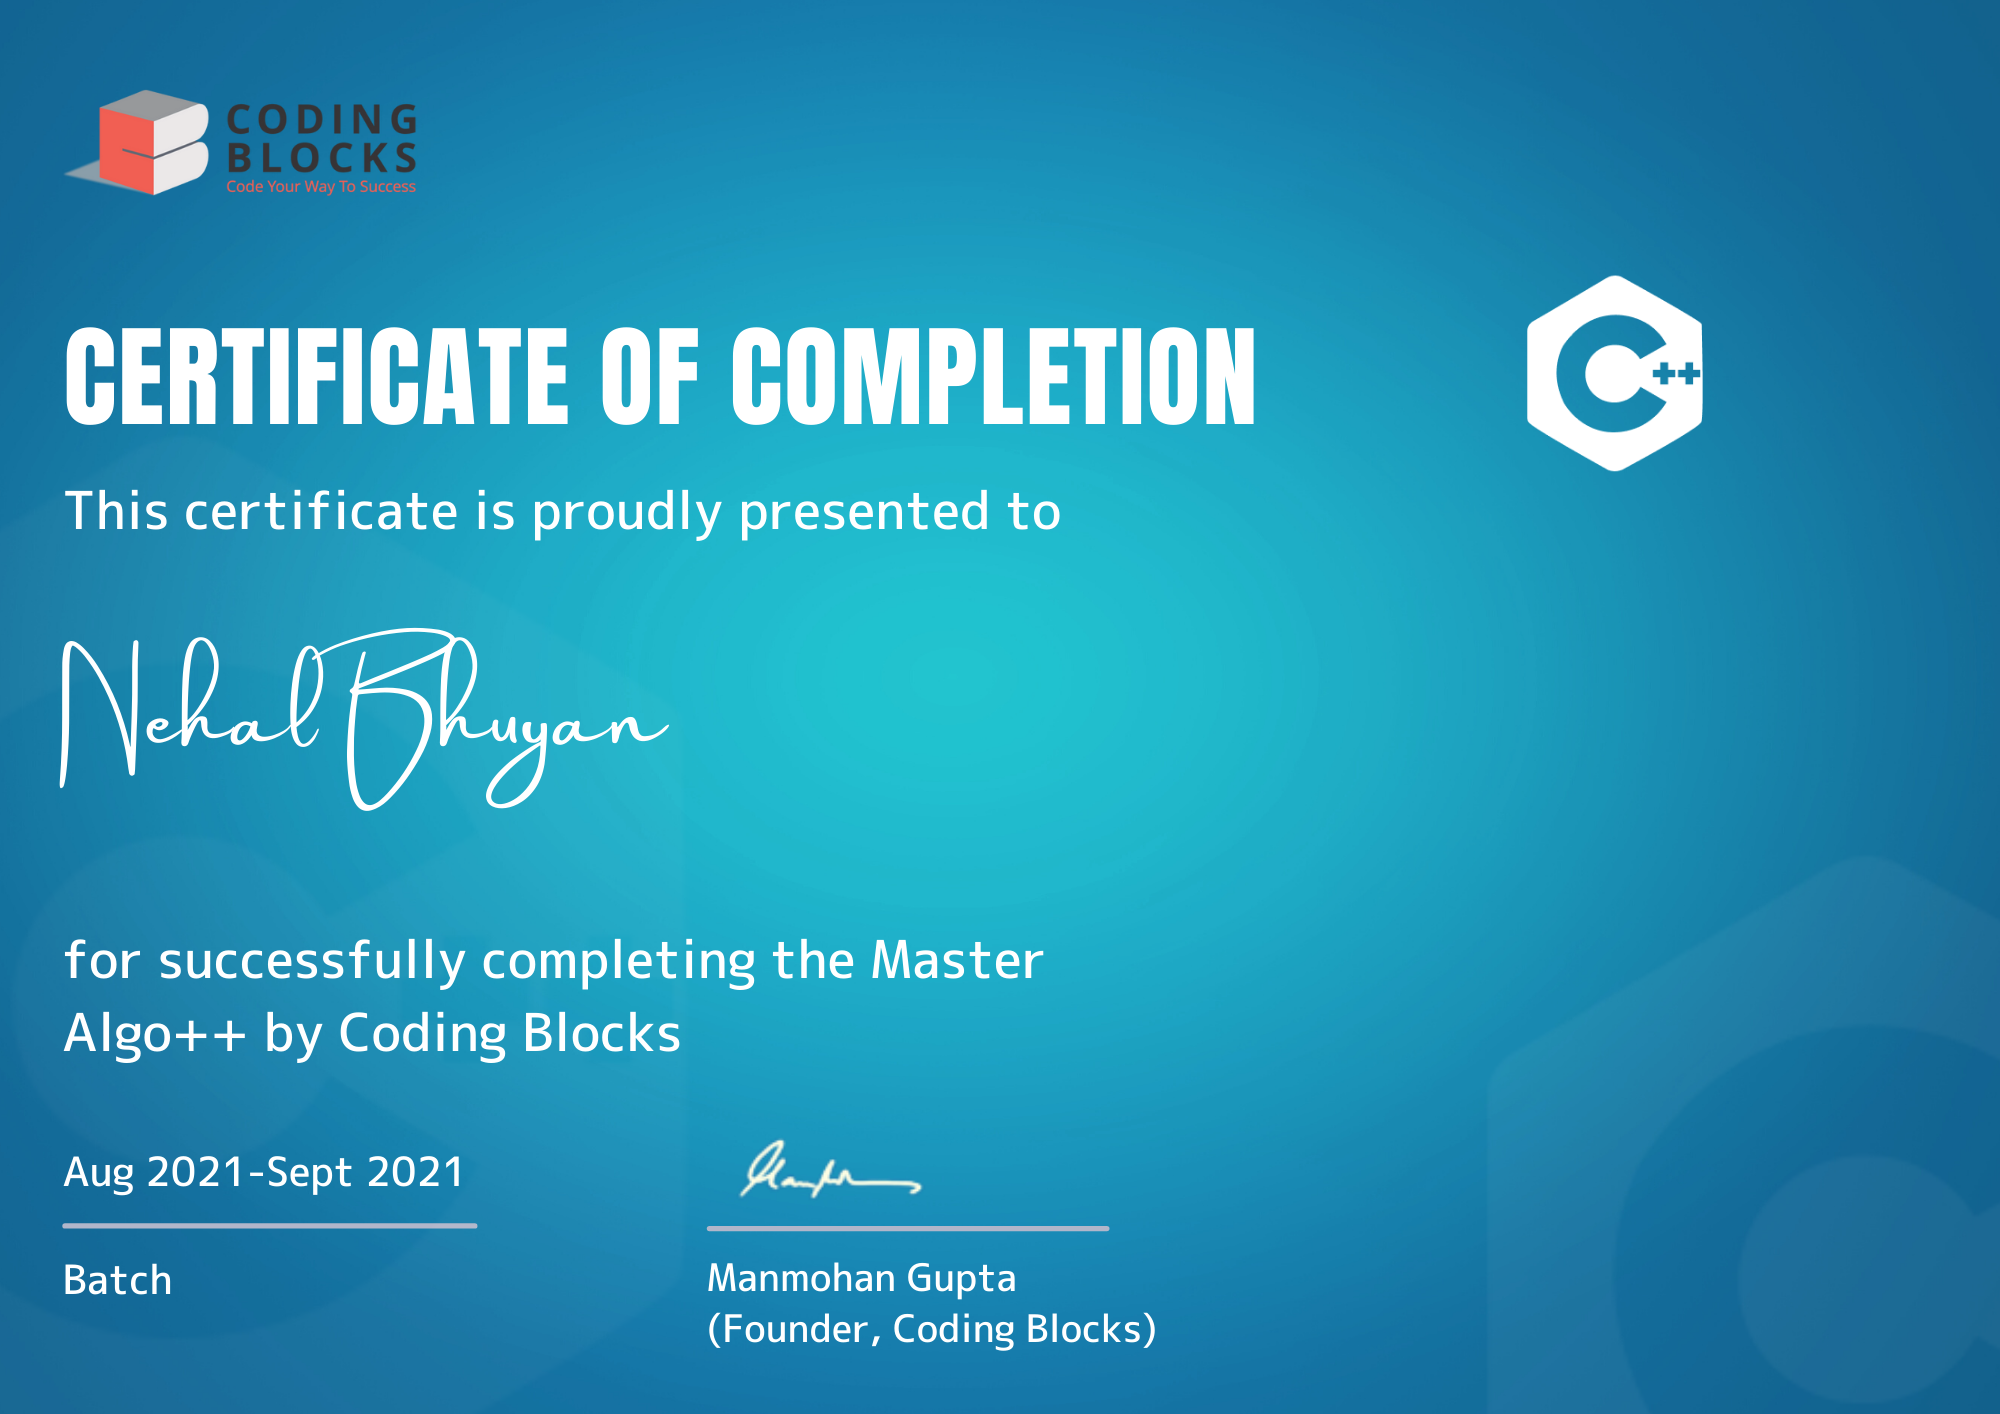 CODING
BLOCKS
Code Your Way To Success
CERTIFICATE OF COMPLETION
C++
This certificate is proudly presented to
Nehal Bhuyan
for successfully completing the Master
Algo++ by Coding Blocks
Aug 2021-Sept 2021
Batch
Manmohan Gupta
(Founder, Coding Blocks)